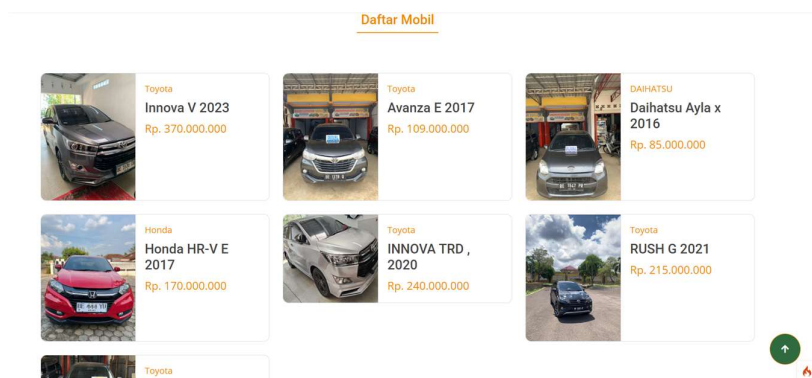 Daftar Mobil
Toyota
Innova V 2023
Rp. 370.000.000
Toyota
Avanza E 2017
Rp. 109.000.000
DAIHATSU
Daihatsu Ayla x
2016
Rp. 85.000.000
Honda
Honda HR-V E
2017
Rp. 170.000.000
Toyota
INNOVA TRD ,
2020
Rp. 240.000.000
Toyota
RUSH G 2021
Rp. 215.000.000
Toyota